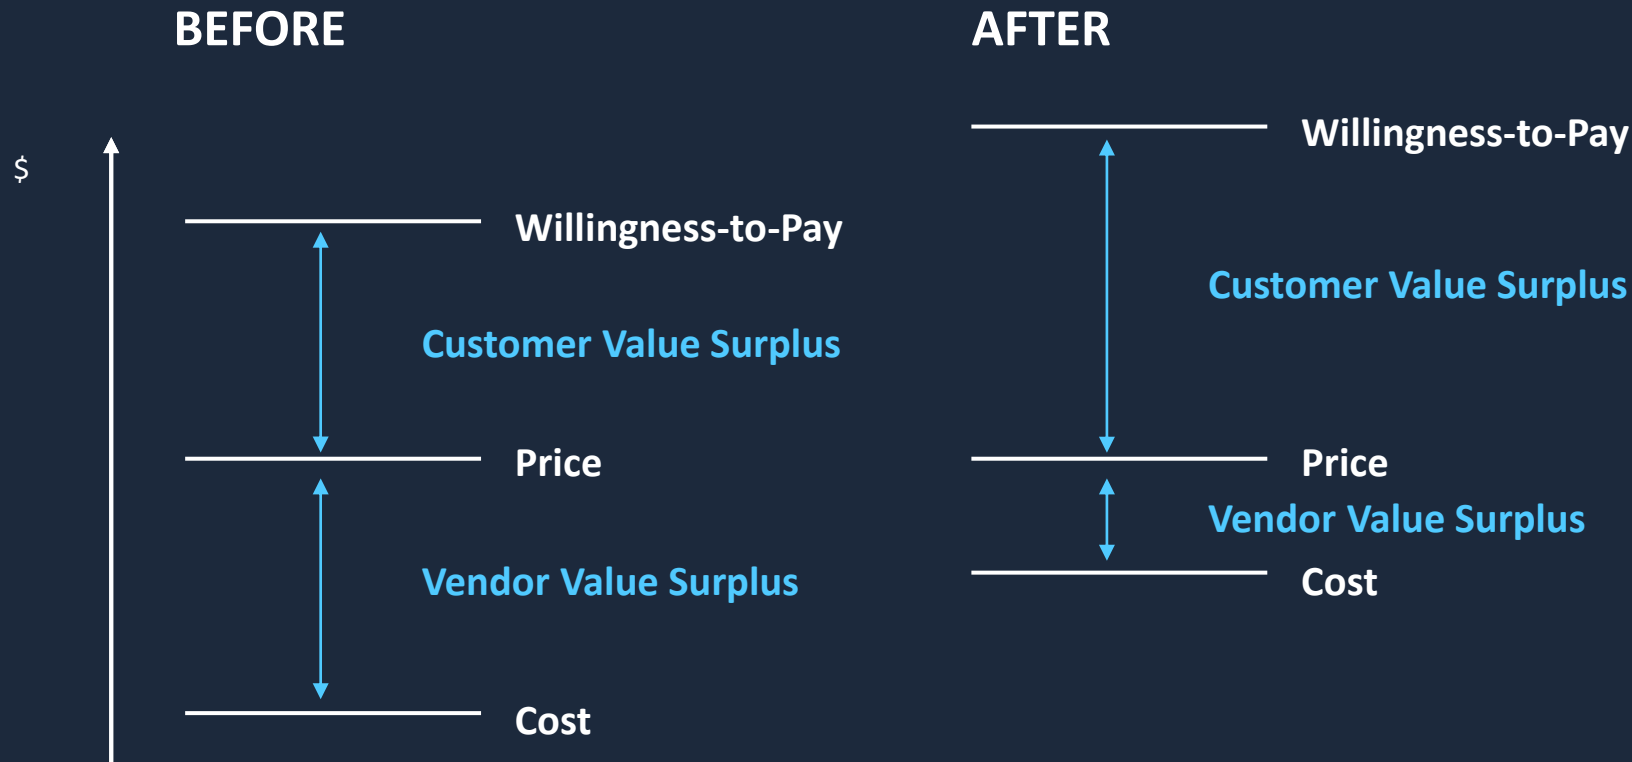 BEFORE
$
Willingness-to-Pay
Customer Value Surplus
Price
Vendor Value Surplus
Cost
AFTER
Willingness-to-Pay
Customer Value Surplus
Price
Vendor Value Surplus
Cost